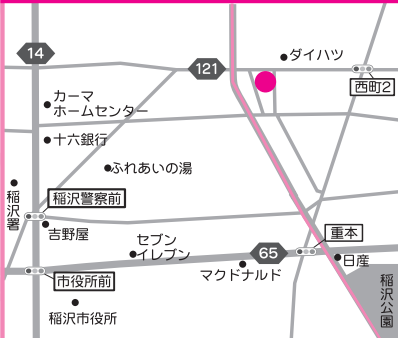 14
ダイハツ
121
西町2
カーマ
ホームセンター
十六銀行
ふれあいの湯
稲沢署
稲沢警察前
吉野屋
セブン
イレブン
重本
65
日産
マクドナルド
市役所前
稲沢市役所
稲沢公園